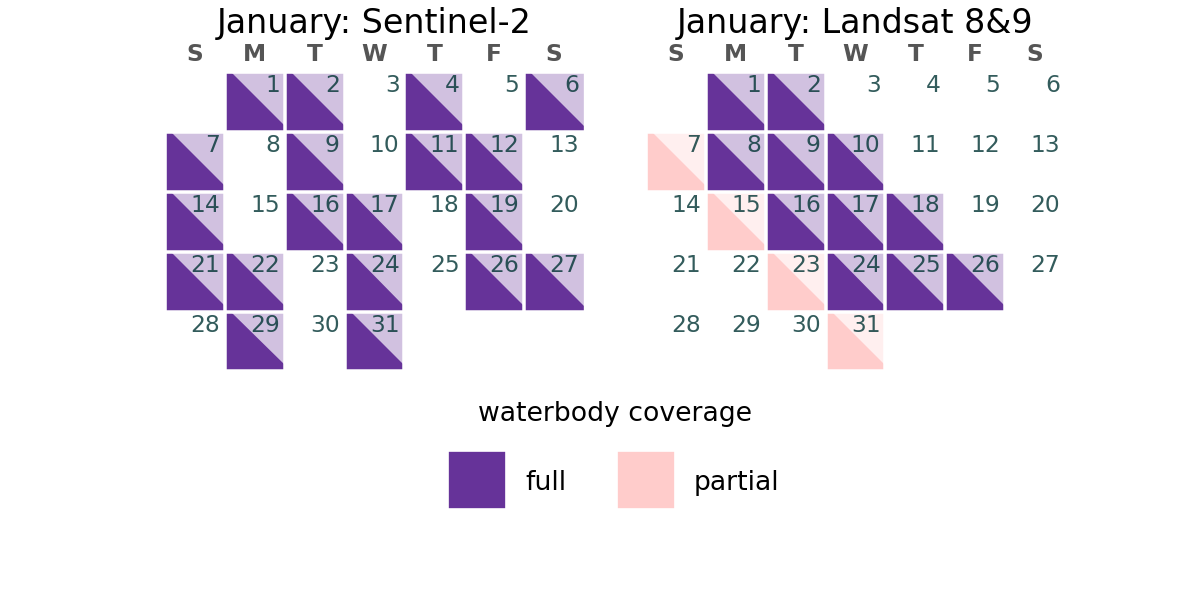 January: Sentinel-2
S M T W T F S
1 2 3 4 5 6
7 8 9 10 11 12 13
14 15 16 17 18 19 20
21 22 23 24 25 26 27
28 29 30 31
January: Landsat 8&9
S M T W T F S
1 2 3 4 5 6
7 8 9 10 11 12 13
14 15 16 17 18 19 20
21 22 23 24 25 26 27
28 29 30 31
waterbody coverage
full partial